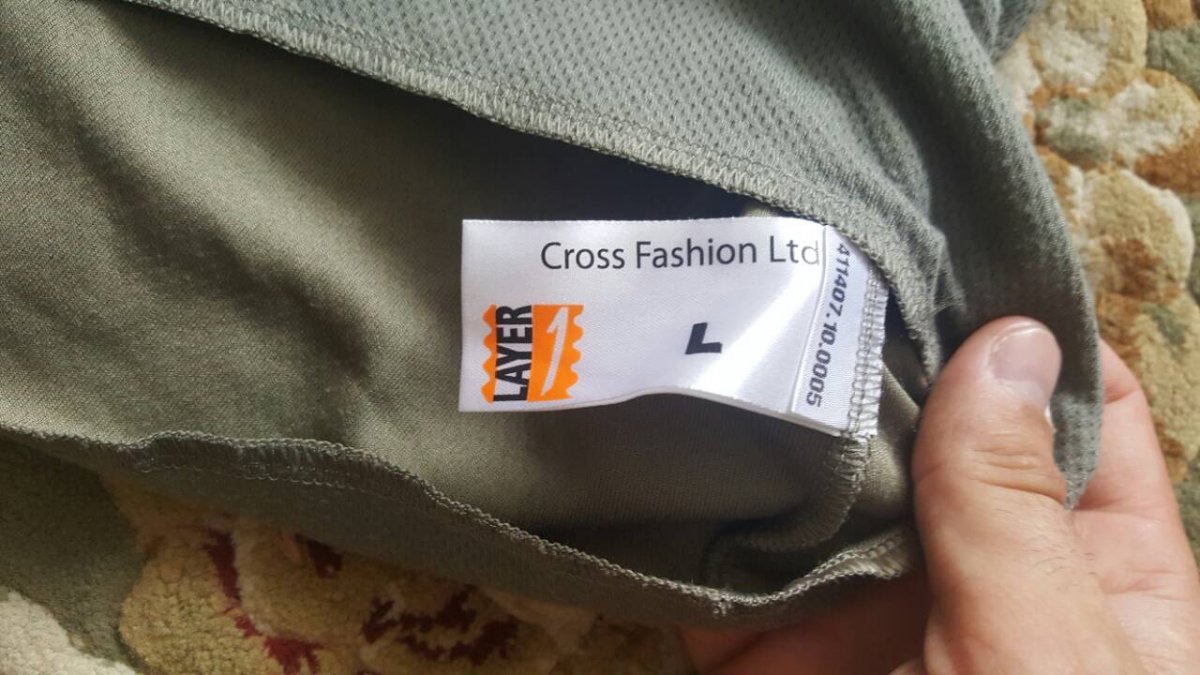 Cross Fashion Ltd
LAYER 1
L
411407.10.0005